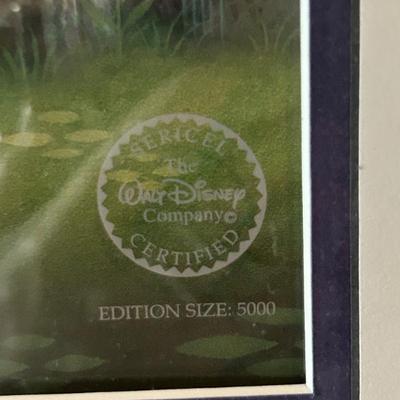 SERICEL
The
WALT DISNEY
Company©
CERTIFIED
EDITION SIZE: 5000